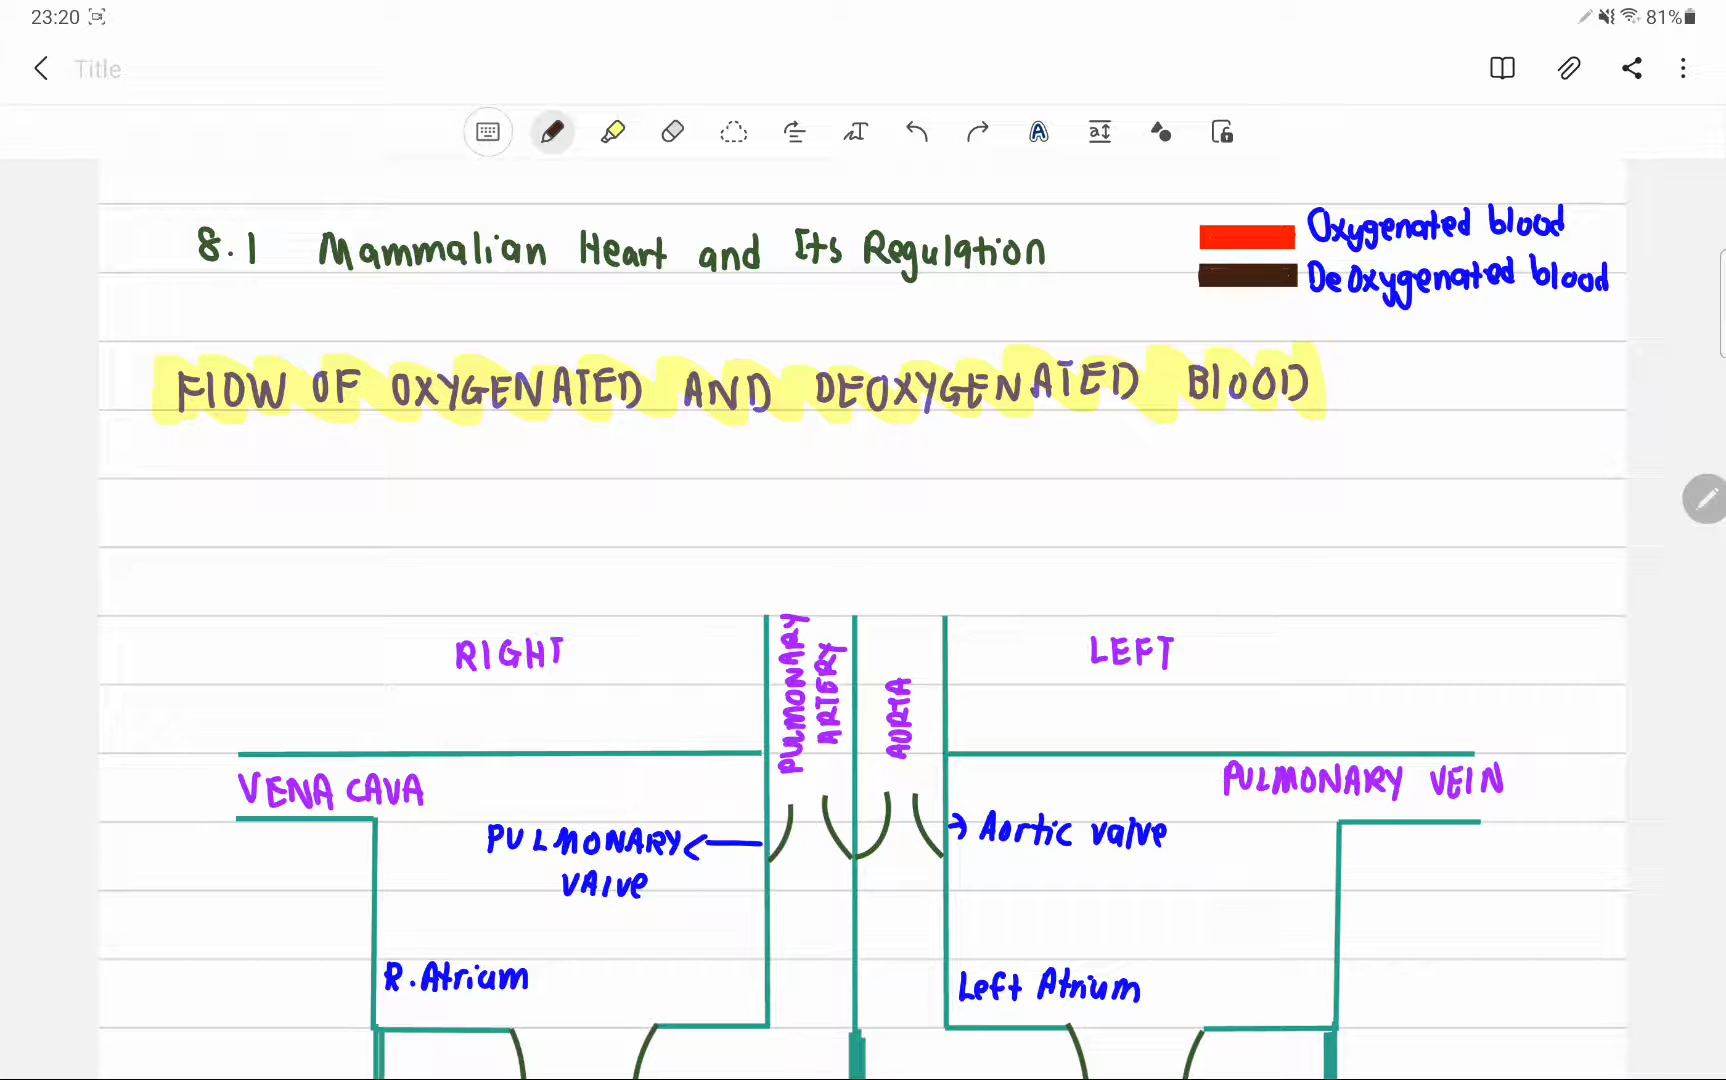 23:20
81%
Title
8.1 Mammalian Heart and Its Regulation
Oxygenated blood
Deoxygenated blood
FLOW OF OXYGENATED AND DEOXYGENATED BLOOD
RIGHT
PULMONARY
ARTERY
AORTA
LEFT
VENA CAVA
PULMONARY VEIN
PULMONARY
VALVE
Aortic valve
R. Atrium
Left Atrium